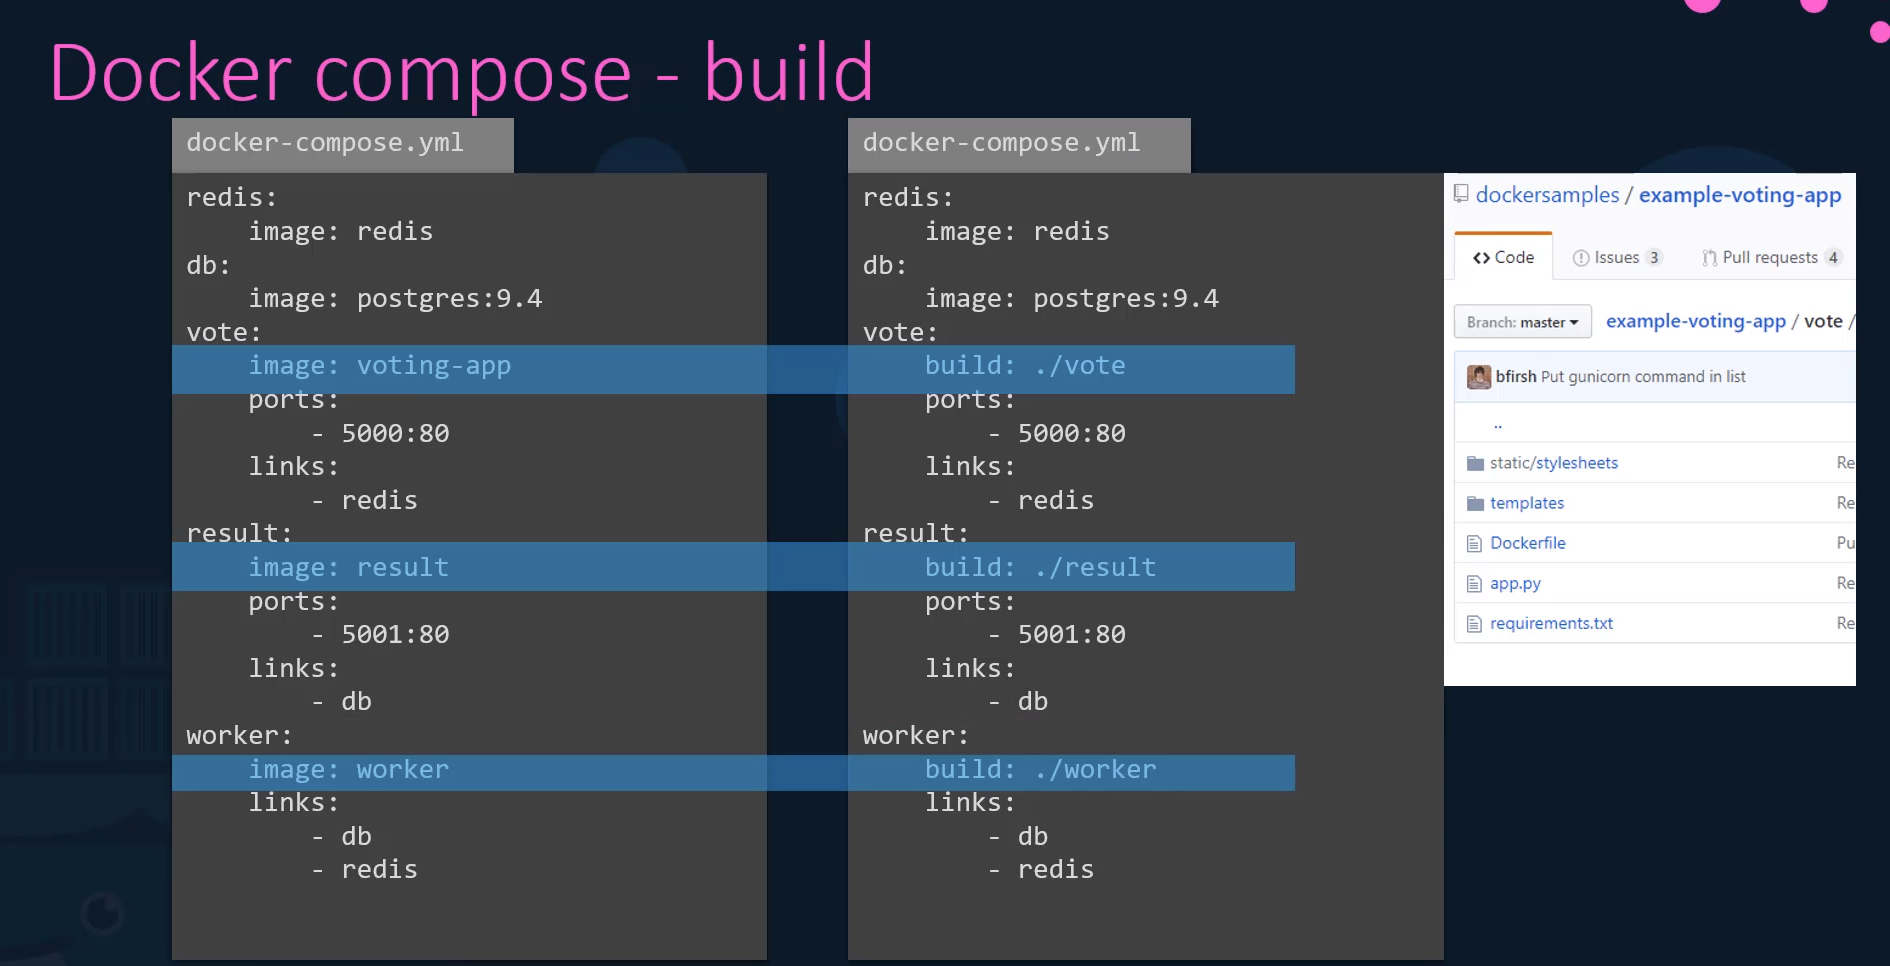 Docker compose - build
docker-compose.yml
redis:
image: redis
db:
image: postgres:9.4
vote:
image: voting-app
ports:
- 5000:80
links:
- redis
result:
image: result
ports:
- 5001:80
links:
- db
worker:
image: worker
links:
- db
- redis
docker-compose.yml
redis:
image: redis
db:
image: postgres:9.4
vote:
build: ./vote
ports:
- 5000:80
links:
- redis
result:
build: ./result
ports:
- 5001:80
links:
- db
worker:
build: ./worker
links:
- db
- redis
dockersamples / example-voting-app
<> Code Issues 3 Pull requests 4
Branch: master example-voting-app / vote /
bfirsh Put gunicorn command in list
..
static/stylesheets Re
templates Re
Dockerfile Pu
app.py Re
requirements.txt Re